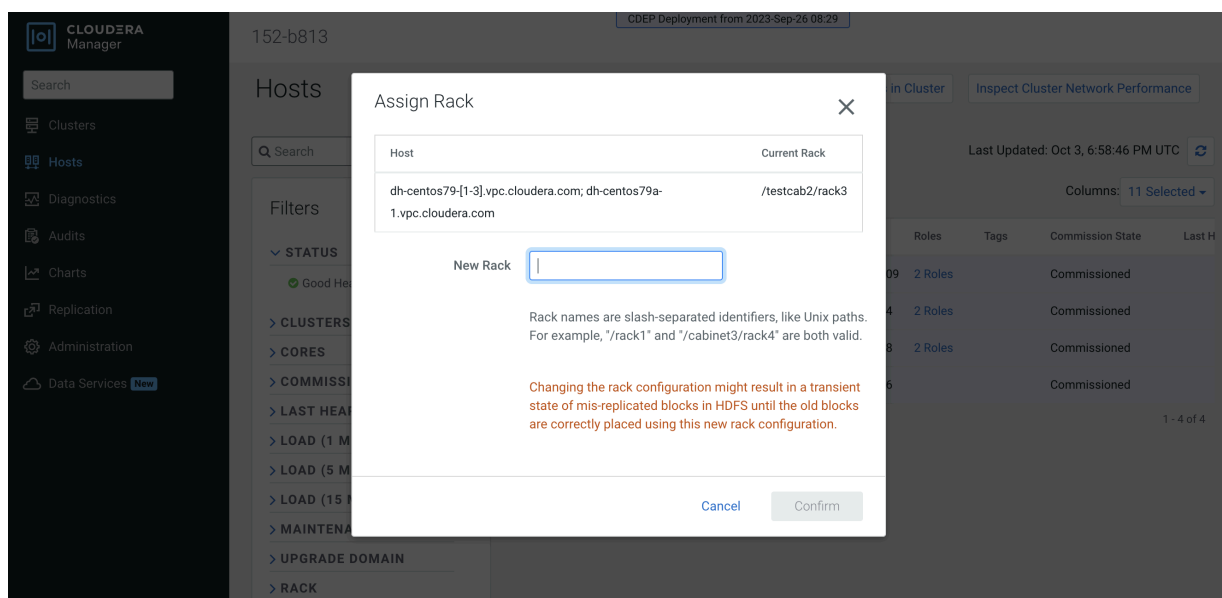 CLOUDERA
Manager
Search
Clusters
Hosts
Diagnostics
Audits
Charts
Replication
Administration
Data Services New
CDEP Deployment from 2023-Sep-26 08:29
152-b813
Hosts
in Cluster
Inspect Cluster Network Performance
Search
Last Updated: Oct 3, 6:58:46 PM UTC
Columns: 11 Selected
Filters
STATUS
Good
CLUSTERS
CORES
LOAD (1
LOAD (5
LOAD (15
UPGRADE DOMAIN
RACK
Roles Tags Commission State Last H
09 2 Roles Commissioned
4 2 Roles Commissioned
8 2 Roles Commissioned
6 Commissioned
1 - 4 of 4
Assign Rack
Host Current Rack
dh-centos79-[1-3].vpc.cloudera.com; dh-centos79a- /testcab2/rack3
1.vpc.cloudera.com
New Rack
Rack names are slash-separated identifiers, like Unix paths.
For example, "/rack1" and "/cabinet3/rack4" are both valid.
Changing the rack configuration might result in a transient
state of mis-replicated blocks in HDFS until the old blocks
are correctly placed using this new rack configuration.
Cancel
Confirm